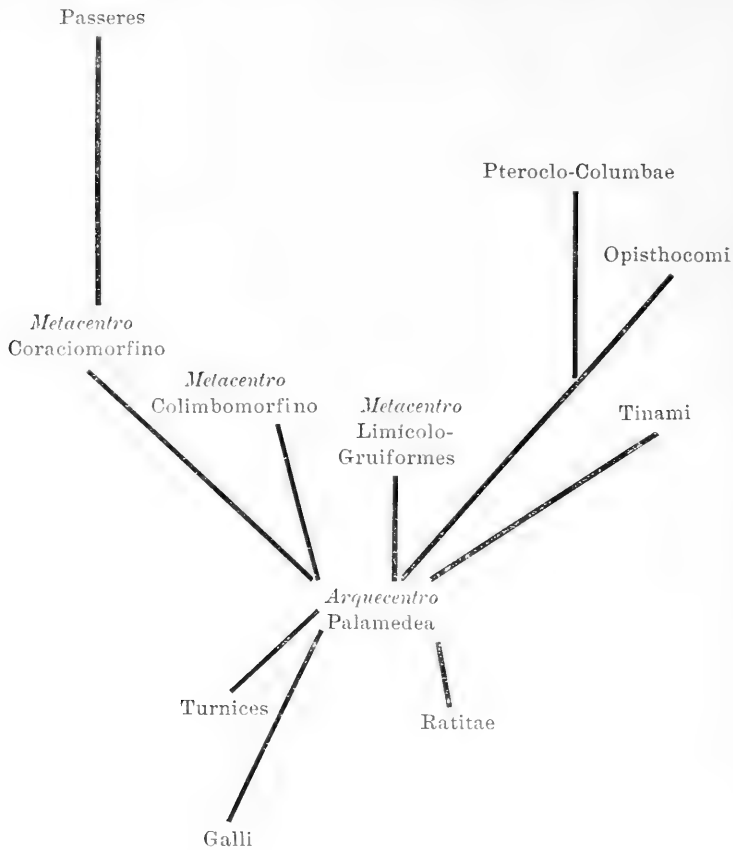 Passeres
Pteroclo-Columbae
Opisthocomi
Metacentro
Coraciomorfino
Metacentro
Colimbomorfino
Metacentro
Limícolo-
Gruiformes
Tinami
Arquecentro
Palamedea
Turnices
Ratitae
Galli